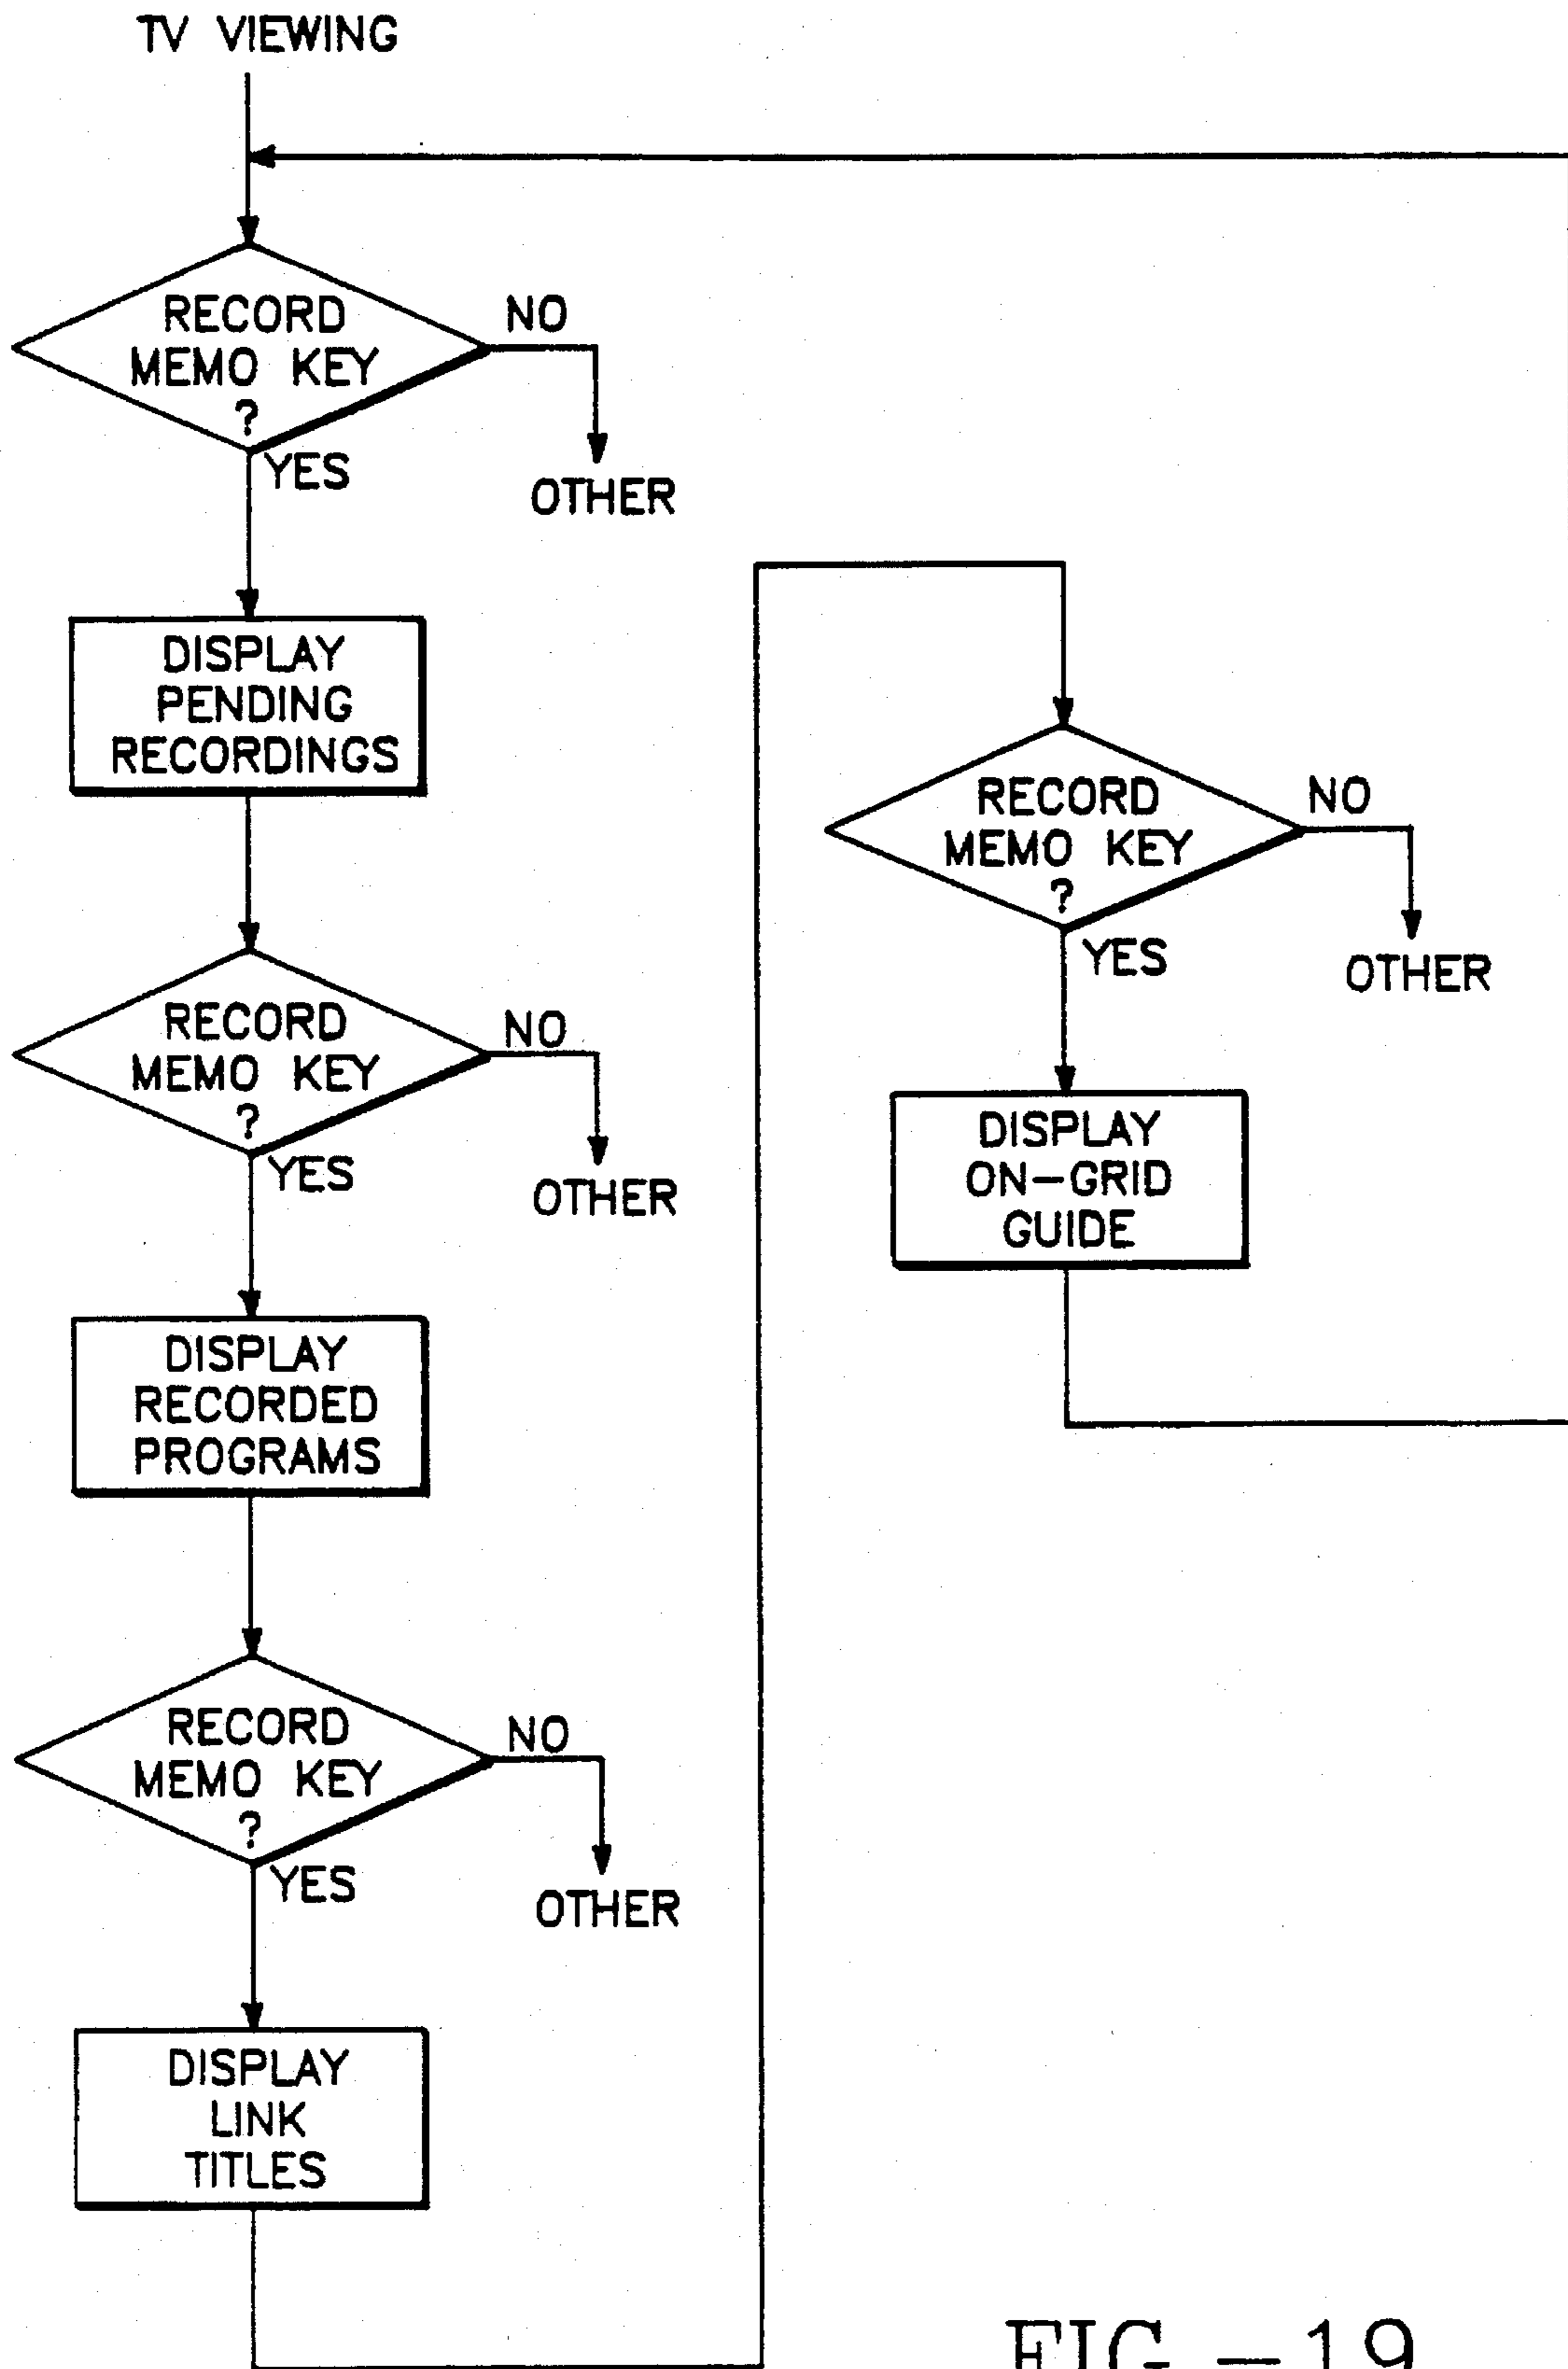 TV VIEWING
RECORD
MEMO KEY
?
NO
YES
OTHER
DISPLAY
PENDING
RECORDINGS
RECORD
MEMO KEY
?
NO
YES
OTHER
DISPLAY
RECORDED
PROGRAMS
RECORD
MEMO KEY
?
NO
YES
OTHER
DISPLAY
LINK
TITLES
RECORD
MEMO KEY
?
NO
YES
OTHER
DISPLAY
ON-GRID
GUIDE
FIG.-19